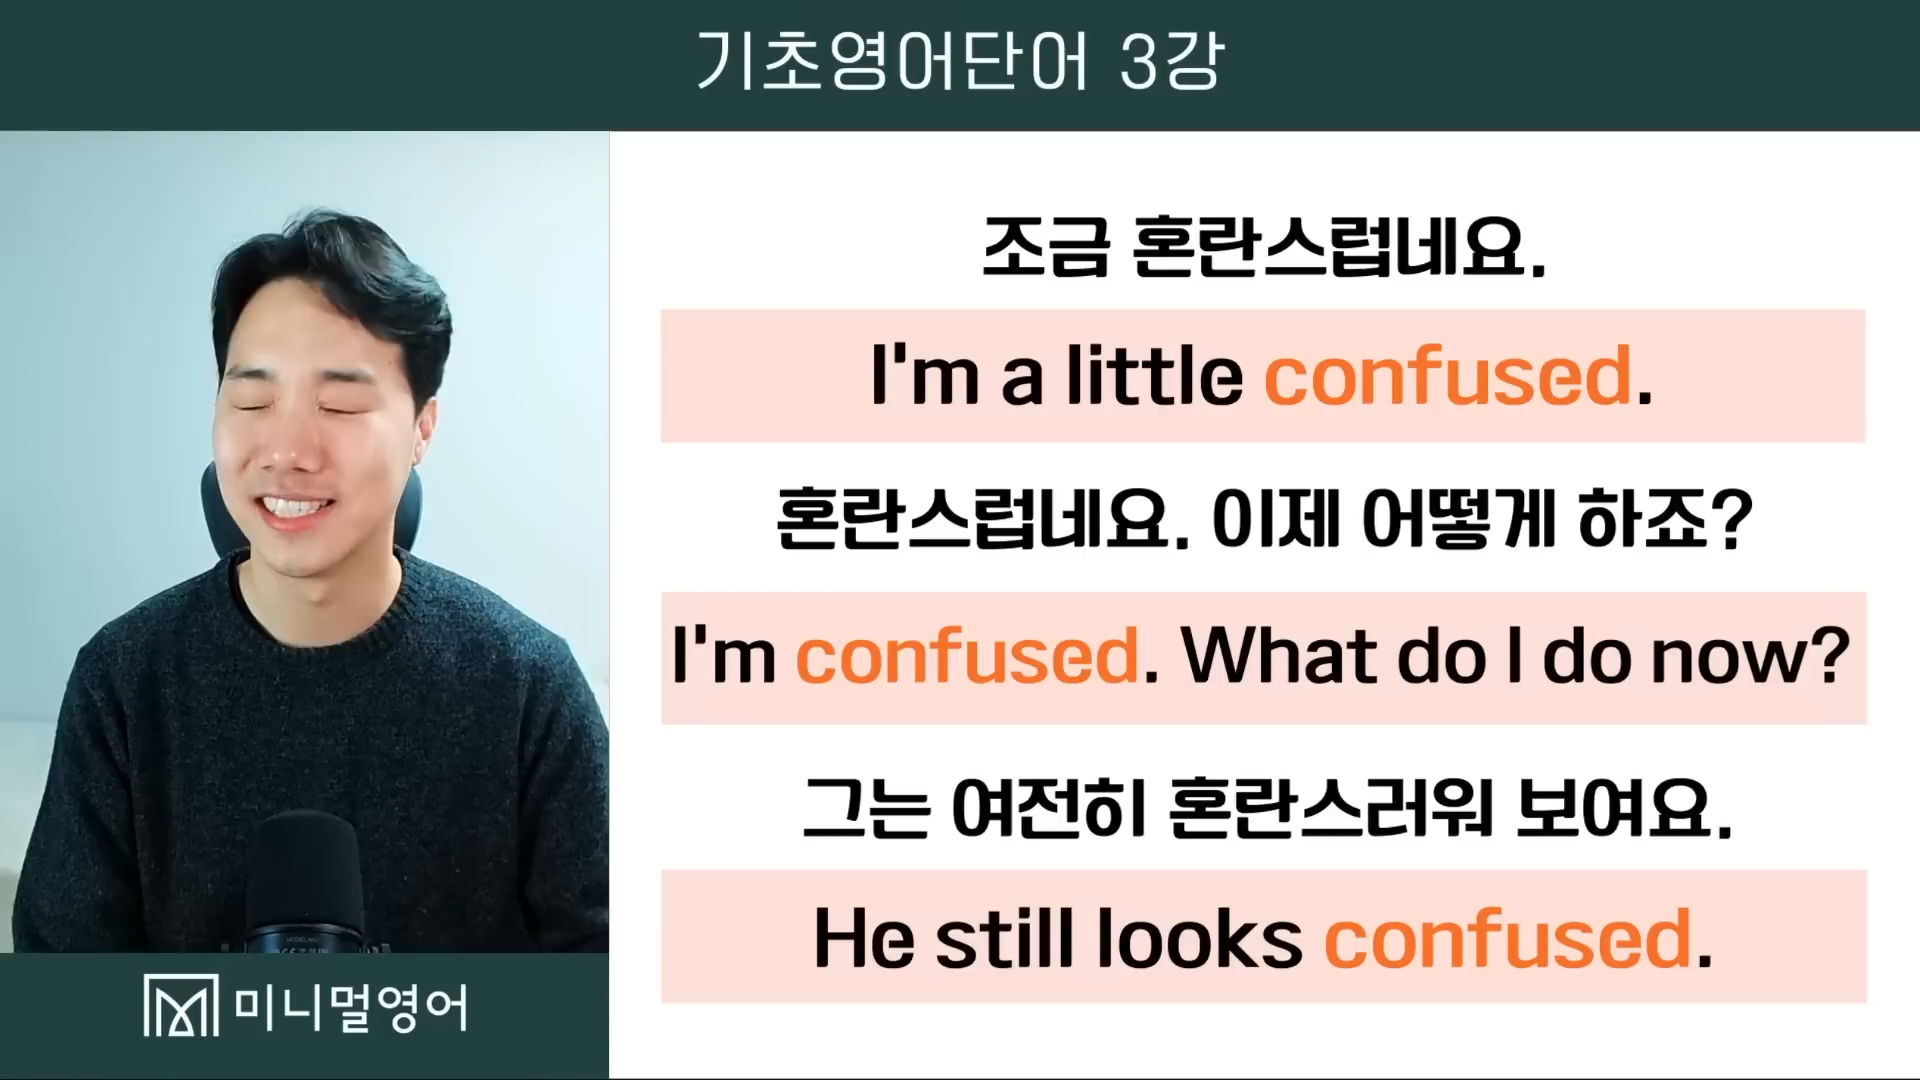 기초영어단어 3강
조금 혼란스럽네요.
I'm a little confused.
혼란스럽네요. 이제 어떻게 하죠?
I'm confused. What do I do now?
그는 여전히 혼란스러워 보여요.
He still looks confused.
미니멀영어